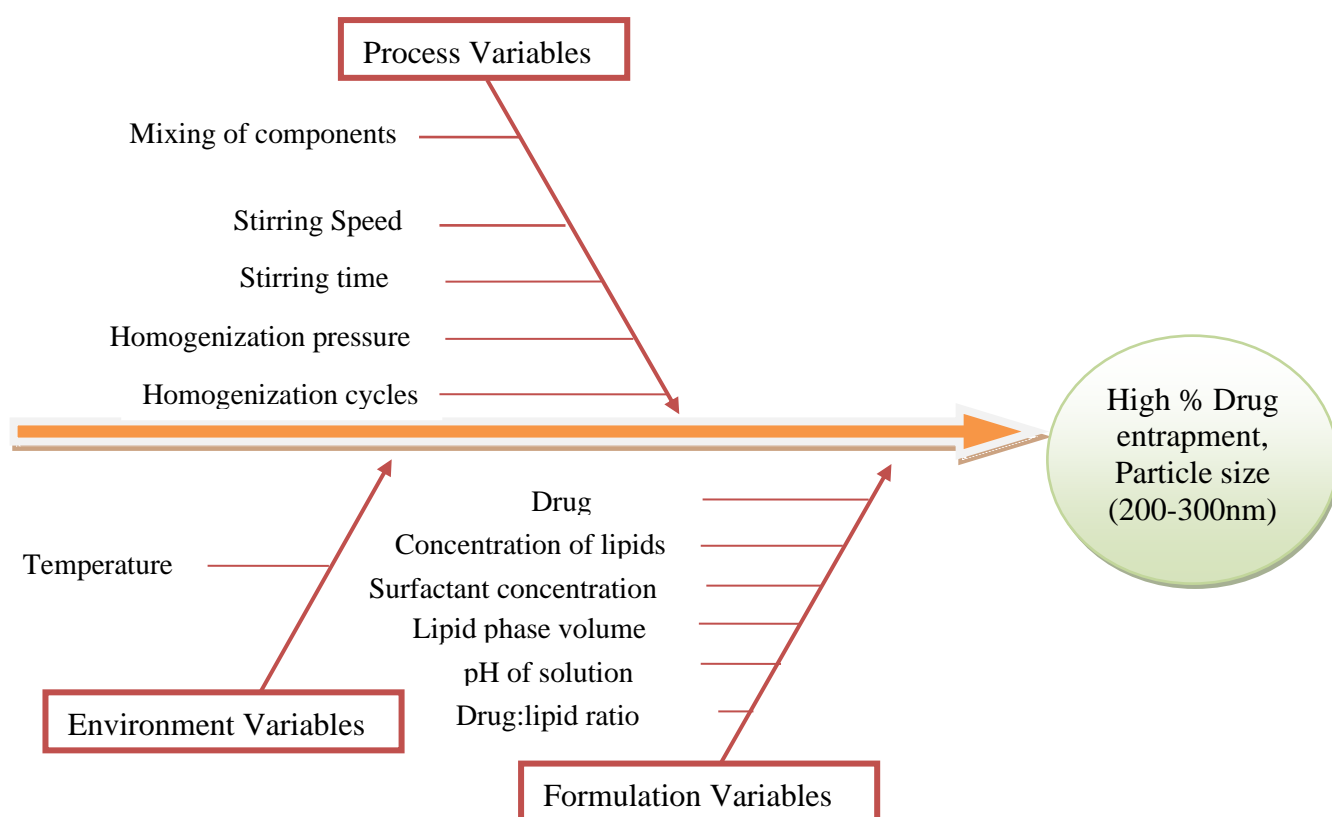 Process Variables
Mixing of components
Stirring Speed
Stirring time
Homogenization pressure
Homogenization cycles
High % Drug
entrapment,
Particle size
(200-300nm)
Drug
Concentration of lipids
Temperature
Surfactant concentration
Lipid phase volume
pH of solution
Drug:lipid ratio
Environment Variables
Formulation Variables